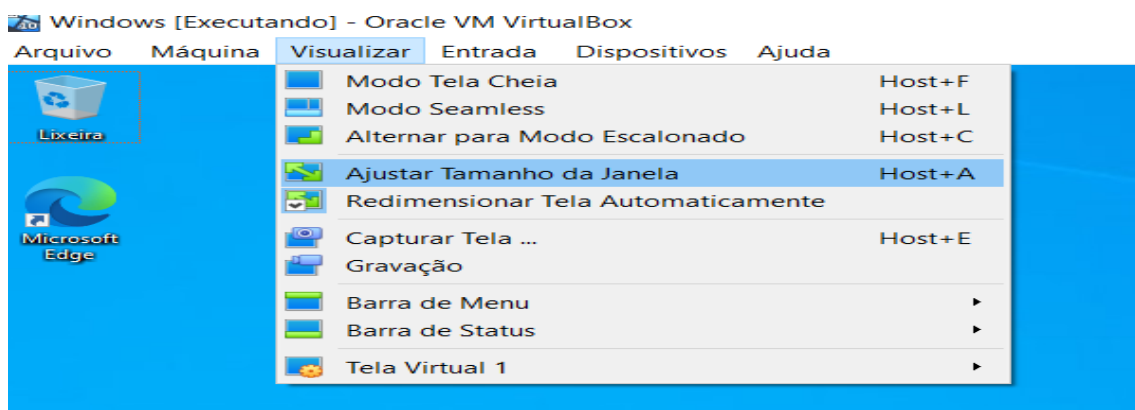 Windows [Executando] - Oracle VM VirtualBox
Arquivo Máquina Visualizar Entrada Dispositivos Ajuda
Lixeira
Microsoft
Edge
Modo Tela Cheia Host+F
Modo Seamless Host+L
Alternar para Modo Escalonado Host+C
Ajustar Tamanho da Janela Host+A
Redimensionar Tela Automaticamente
Capturar Tela ... Host+E
Gravação
Barra de Menu
Barra de Status
Tela Virtual 1